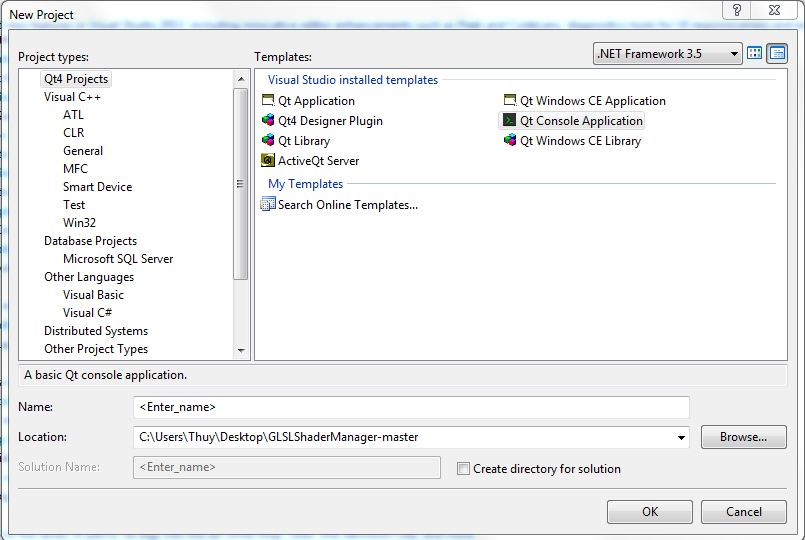 New Project
Project types:
Templates:
.NET Framework 3.5
Qt4 Projects
Visual C++
ATL
CLR
General
MFC
Smart Device
Test
Win32
Database Projects
Microsoft SQL Server
Other Languages
Visual Basic
Visual C#
Distributed Systems
Other Project Types
Visual Studio installed templates
Qt Application
Qt Windows CE Application
Qt4 Designer Plugin
Qt Console Application
Qt Library
Qt Windows CE Library
ActiveQt Server
My Templates
Search Online Templates...
A basic Qt console application.
Name:
<Enter_name>
Location:
C:\Users\Thuy\Desktop\GLSLShaderManager-master
Browse...
Solution Name:
<Enter_name>
Create directory for solution
OK
Cancel